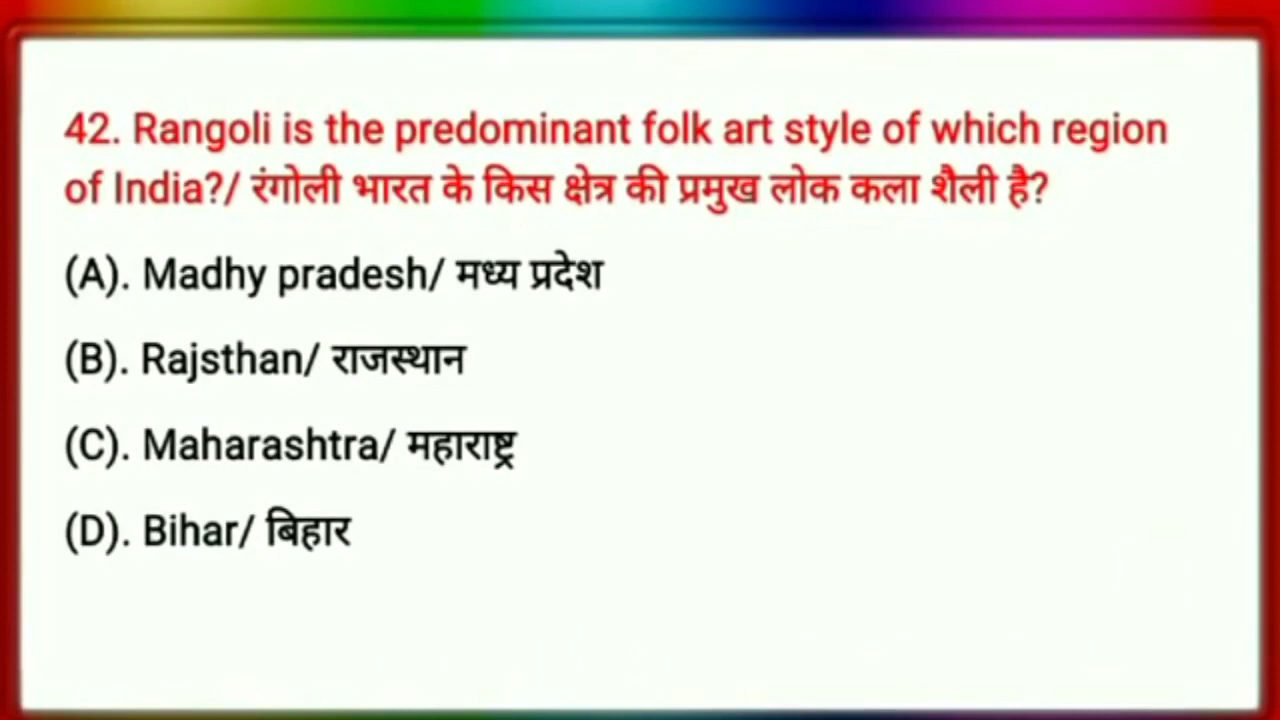 42. Rangoli is the predominant folk art style of which region
of India?/ रंगोली भारत के किस क्षेत्र की प्रमुख लोक कला शैली है?
(A). Madhy pradesh/ मध्य प्रदेश
(B). Rajsthan/ राजस्थान
(C). Maharashtra/ महाराष्ट्र
(D). Bihar/ बिहार